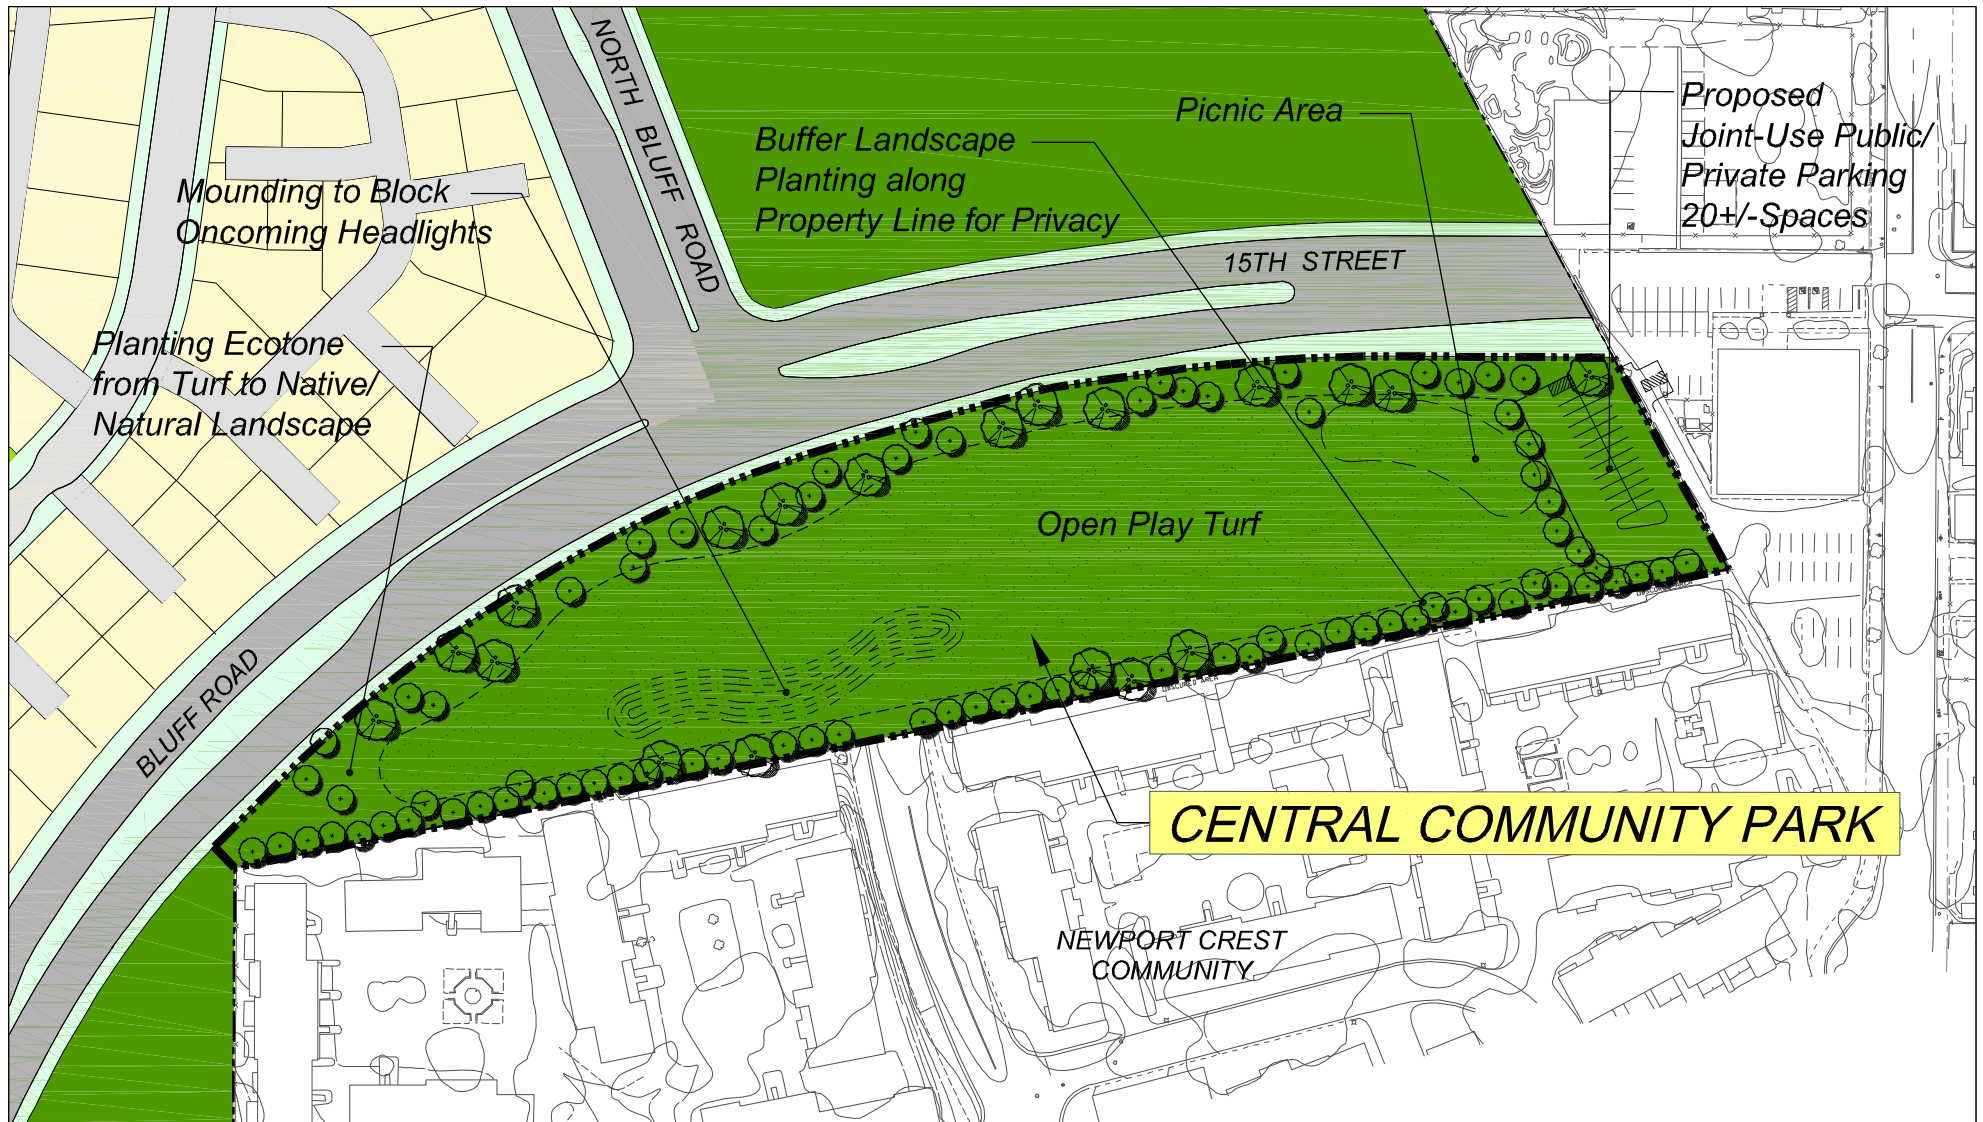 NORTH BLUFF ROAD
Mounding to Block
Oncoming Headlights
Buffer Landscape
Planting along
Property Line for Privacy
Picnic Area
Proposed
Joint-Use Public/
Private Parking
20+/-Spaces
15TH STREET
Planting Ecotone
from Turf to Native/
Natural Landscape
Open Play Turf
BLUFF ROAD
OBSCURED AREA
CENTRAL COMMUNITY PARK
NEWPORT CREST
COMMUNITY